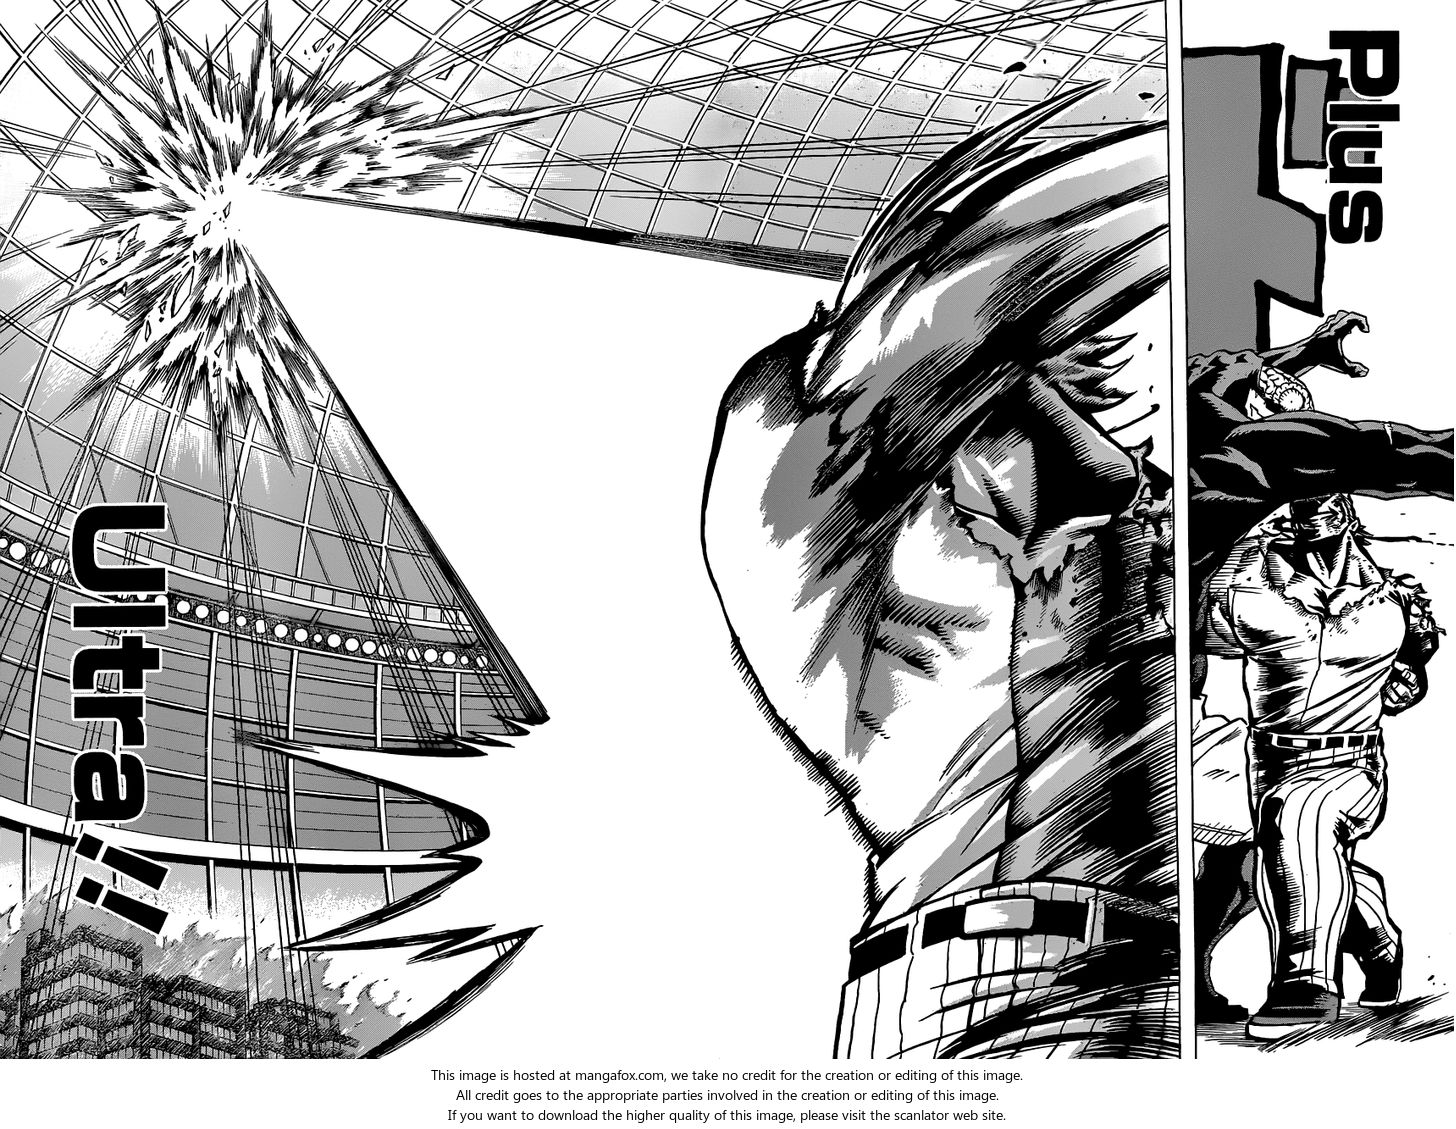 Plus
Ultra!!
This image is hosted at mangafox.com, we take no credit for the creation or editing of this image.
All credit goes to the appropriate parties involved in the creation or editing of this image.
If you want to download the higher quality of this image, please visit the scanlator web site.